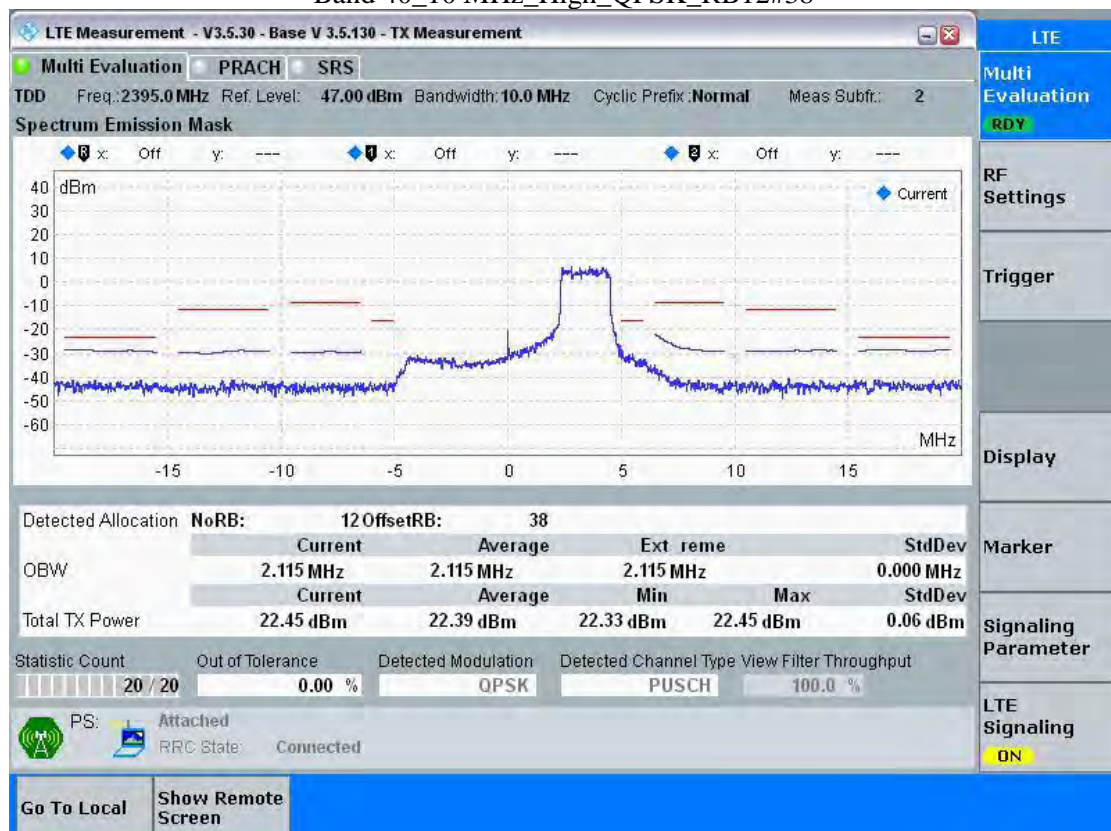 Band 40_10 MHz_High_QPSK_RB12#38
LTE Measurement - V3.5.30 - Base V 3.5.130 - TX Measurement
LTE
Multi Evaluation PRACH SRS
Multi Evaluation
RDY
TDD Freq.:2395.0 MHz Ref. Level: 47.00 dBm Bandwidth:10.0 MHz Cyclic Prefix :Normal Meas Subfr.: 2
Spectrum Emission Mask
R x: Off y: --- 1 x: Off y: --- 2 x: Off y: ---
RF
Settings
Trigger
40 dBm
Current
30
20
10
0
-10
-20
-30
-40
-50
-60
MHz
-15 -10 -5 0 5 10 15
Display
Detected Allocation NoRB: 12 OffsetRB: 38
Current Average Ext reme StdDev
OBW 2.115 MHz 2.115 MHz 2.115 MHz 0.000 MHz
Current Average Min Max StdDev
Total TX Power 22.45 dBm 22.39 dBm 22.33 dBm 22.45 dBm 0.06 dBm
Marker
Signaling
Parameter
Statistic Count Out of Tolerance Detected Modulation Detected Channel Type View Filter Throughput
20 / 20 0.00 % QPSK PUSCH 100.0 %
PS: Attached
RRC State: Connected
LTE
Signaling
ON
Go To Local
Show Remote
Screen